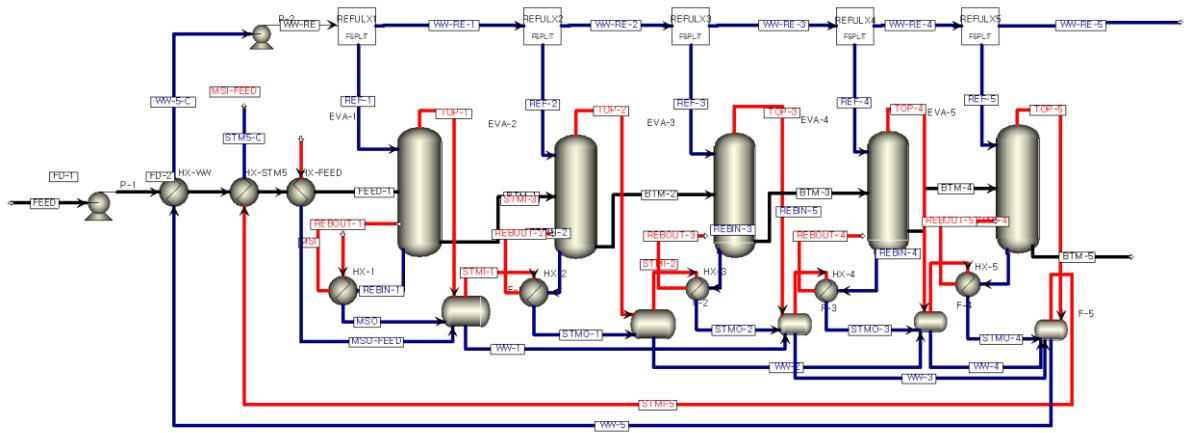 P-2
WW-RE
REFULX1
FSPLIT
WW-RE-1
REFULX2
FSPLIT
WW-RE-2
REFULX3
FSPLIT
WW-RE-3
REFULX4
FSPLIT
WW-RE-4
REFULX5
FSPLIT
WW-RE-5
WW-5-C
MSI-FEED
STM5-C
REF-1
REF-2
REF-3
REF-4
REF-5
EVA-1
TOP-1
EVA-2
TOP-2
EVA-3
TOP-3
EVA-4
TOP-4
EVA-5
TOP-5
FD-1
P-1
FD-2
HX-WW
HX-STM5
HX-FEED
FEED
FEED-1
BTM-1
STMI-3
BTM-2
BTM-3
BTM-4
BTM-5
REBOUT-1
MSI
REBOUT-2
REBOUT-3
REBIN-3
REBIN-5
REBOUT-4
REBIN-4
REBOUT-5
HX-1
REBIN-1
STMI-1
HX-2
STMI-2
HX-3
F-2
HX-4
F-3
HX-5
F-4
F-5
MSO
MSO-FEED
STMO-1
STMO-2
STMO-3
STMO-4
WW-1
WW-2
WW-3
WW-4
STMI-5
WW-5